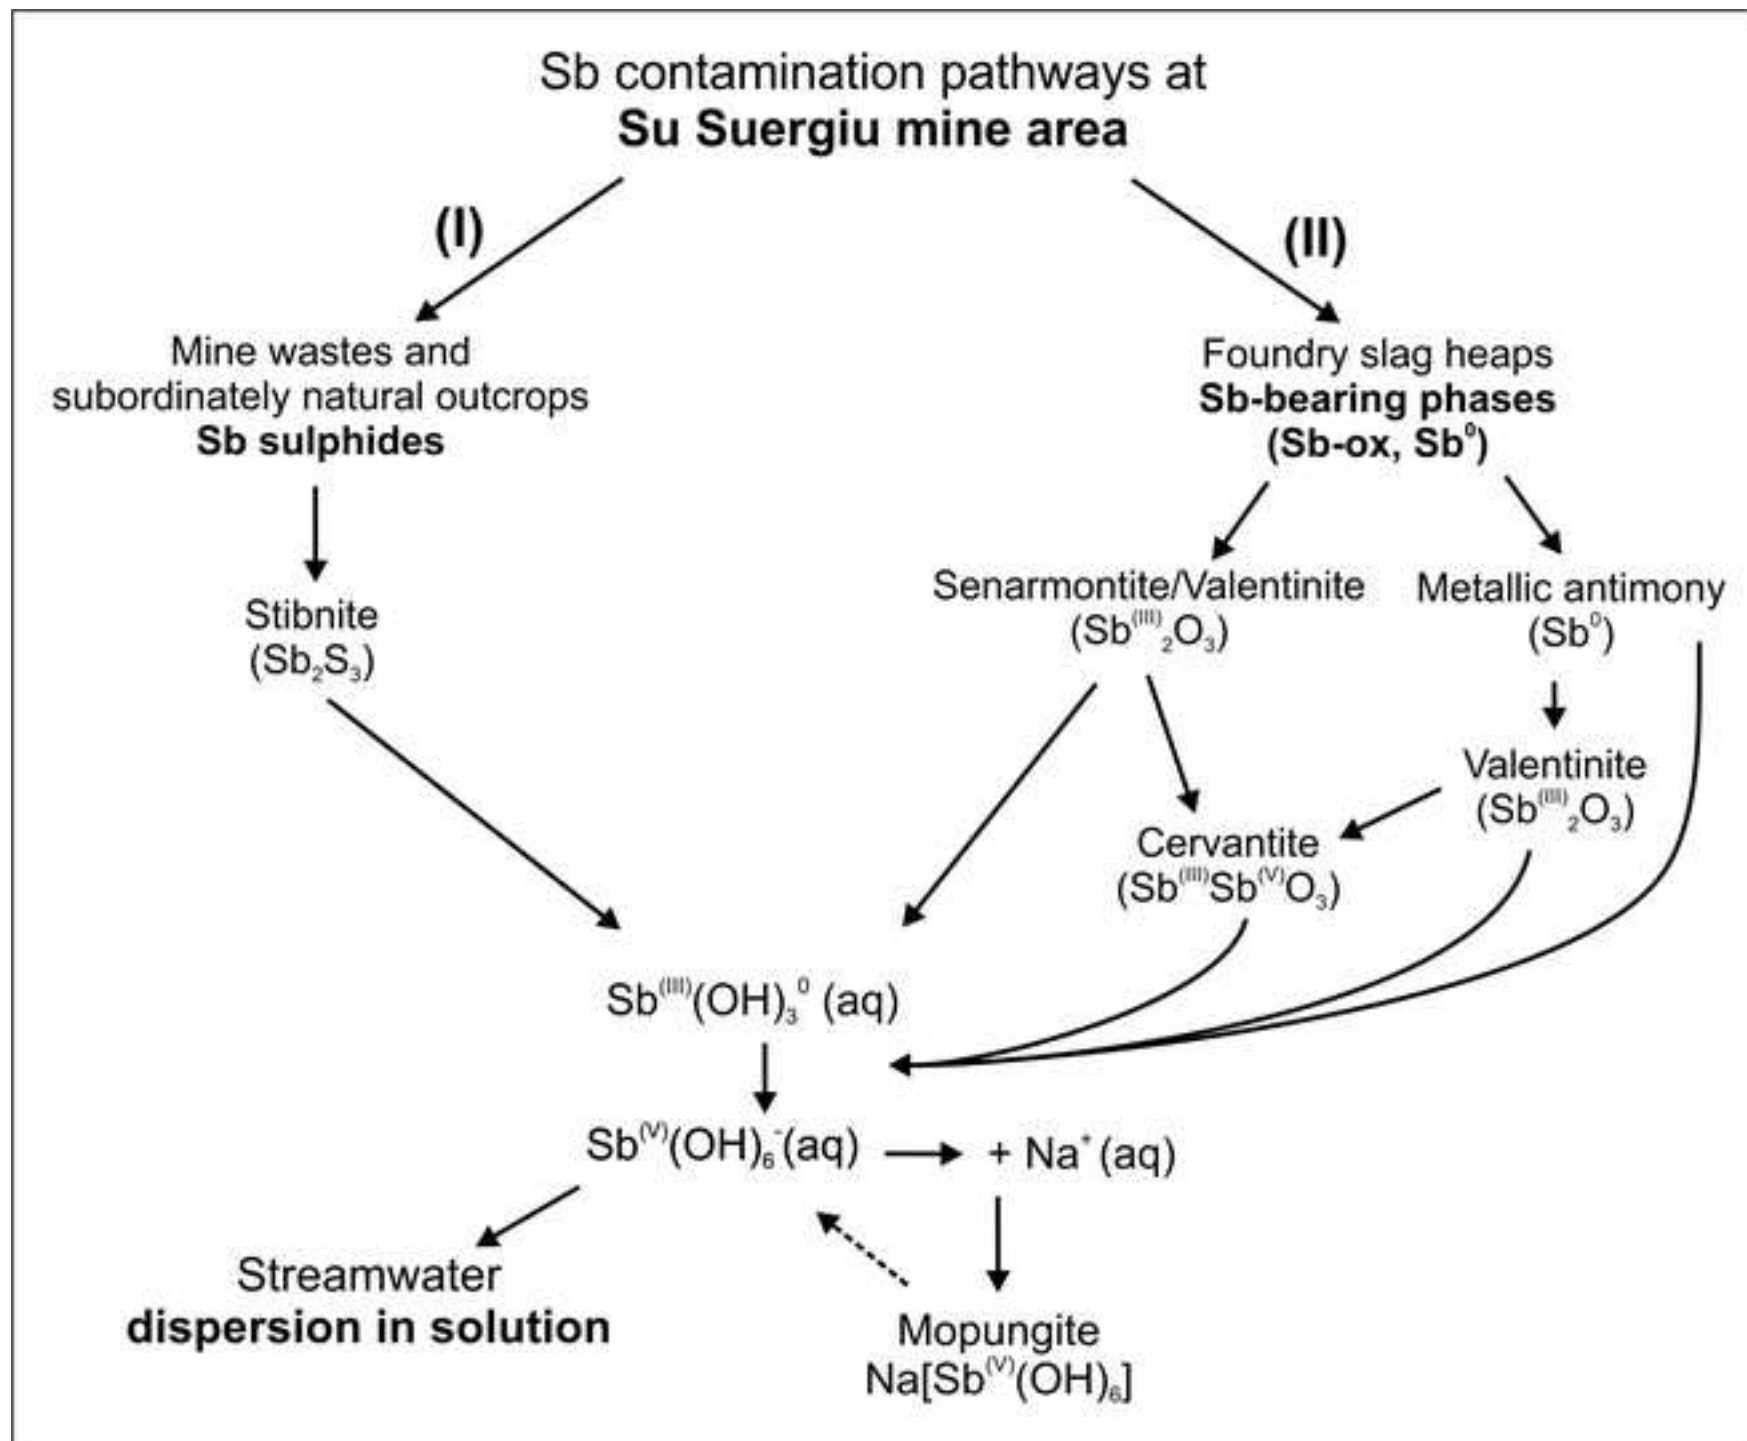 Sb contamination pathways at
Su Suergiu mine area
(I)
(II)
Mine wastes and
subordinately natural outcrops
Sb sulphides
Foundry slag heaps
Sb-bearing phases
(Sb-ox, Sb⁰)
Stibnite
(Sb₂S₃)
Senarmontite/Valentinite
(Sb⁽ᴵᴵᴵ⁾₂O₃)
Metallic antimony
(Sb⁰)
Valentinite
(Sb⁽ᴵᴵᴵ⁾₂O₃)
Cervantite
(Sb⁽ᴵᴵᴵ⁾Sb⁽ⱽ⁾O₃)
Sb⁽ᴵᴵᴵ⁾(OH)₃⁰ (aq)
Sb⁽ⱽ⁾(OH)₆⁻(aq)
+ Na⁺ (aq)
Streamwater
dispersion in solution
Mopungite
Na[Sb⁽ⱽ⁾(OH)₆]